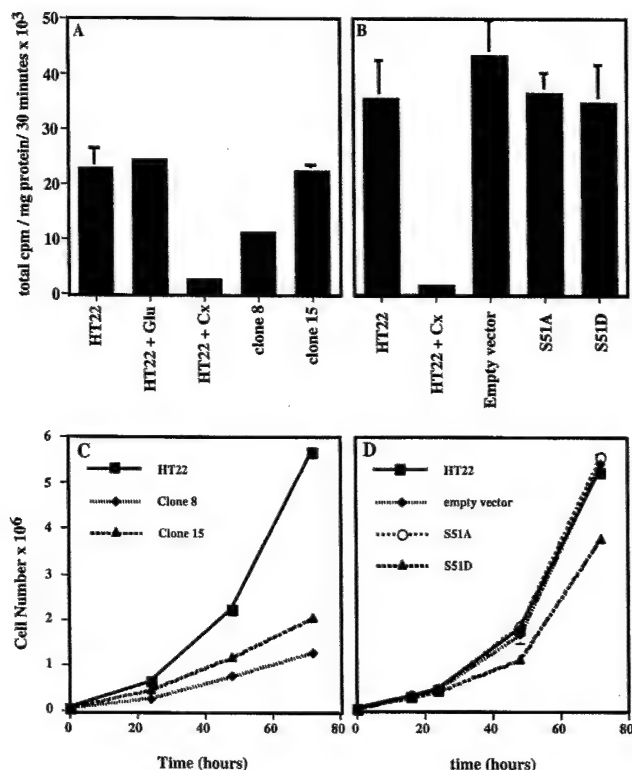 A
B
total cpm / mg protein/ 30 minutes x 10³
50
40
30
20
10
0
HT22
HT22 + Glu
HT22 + Cx
clone 8
clone 15
HT22
HT22 + Cx
Empty vector
S51A
S51D
C
D
Cell Number x 10⁶
6
5
4
3
2
1
0
HT22
Clone 8
Clone 15
HT22
empty vector
S51A
S51D
0 20 40 60 80
0 20 40 60 80
Time (hours)
time (hours)